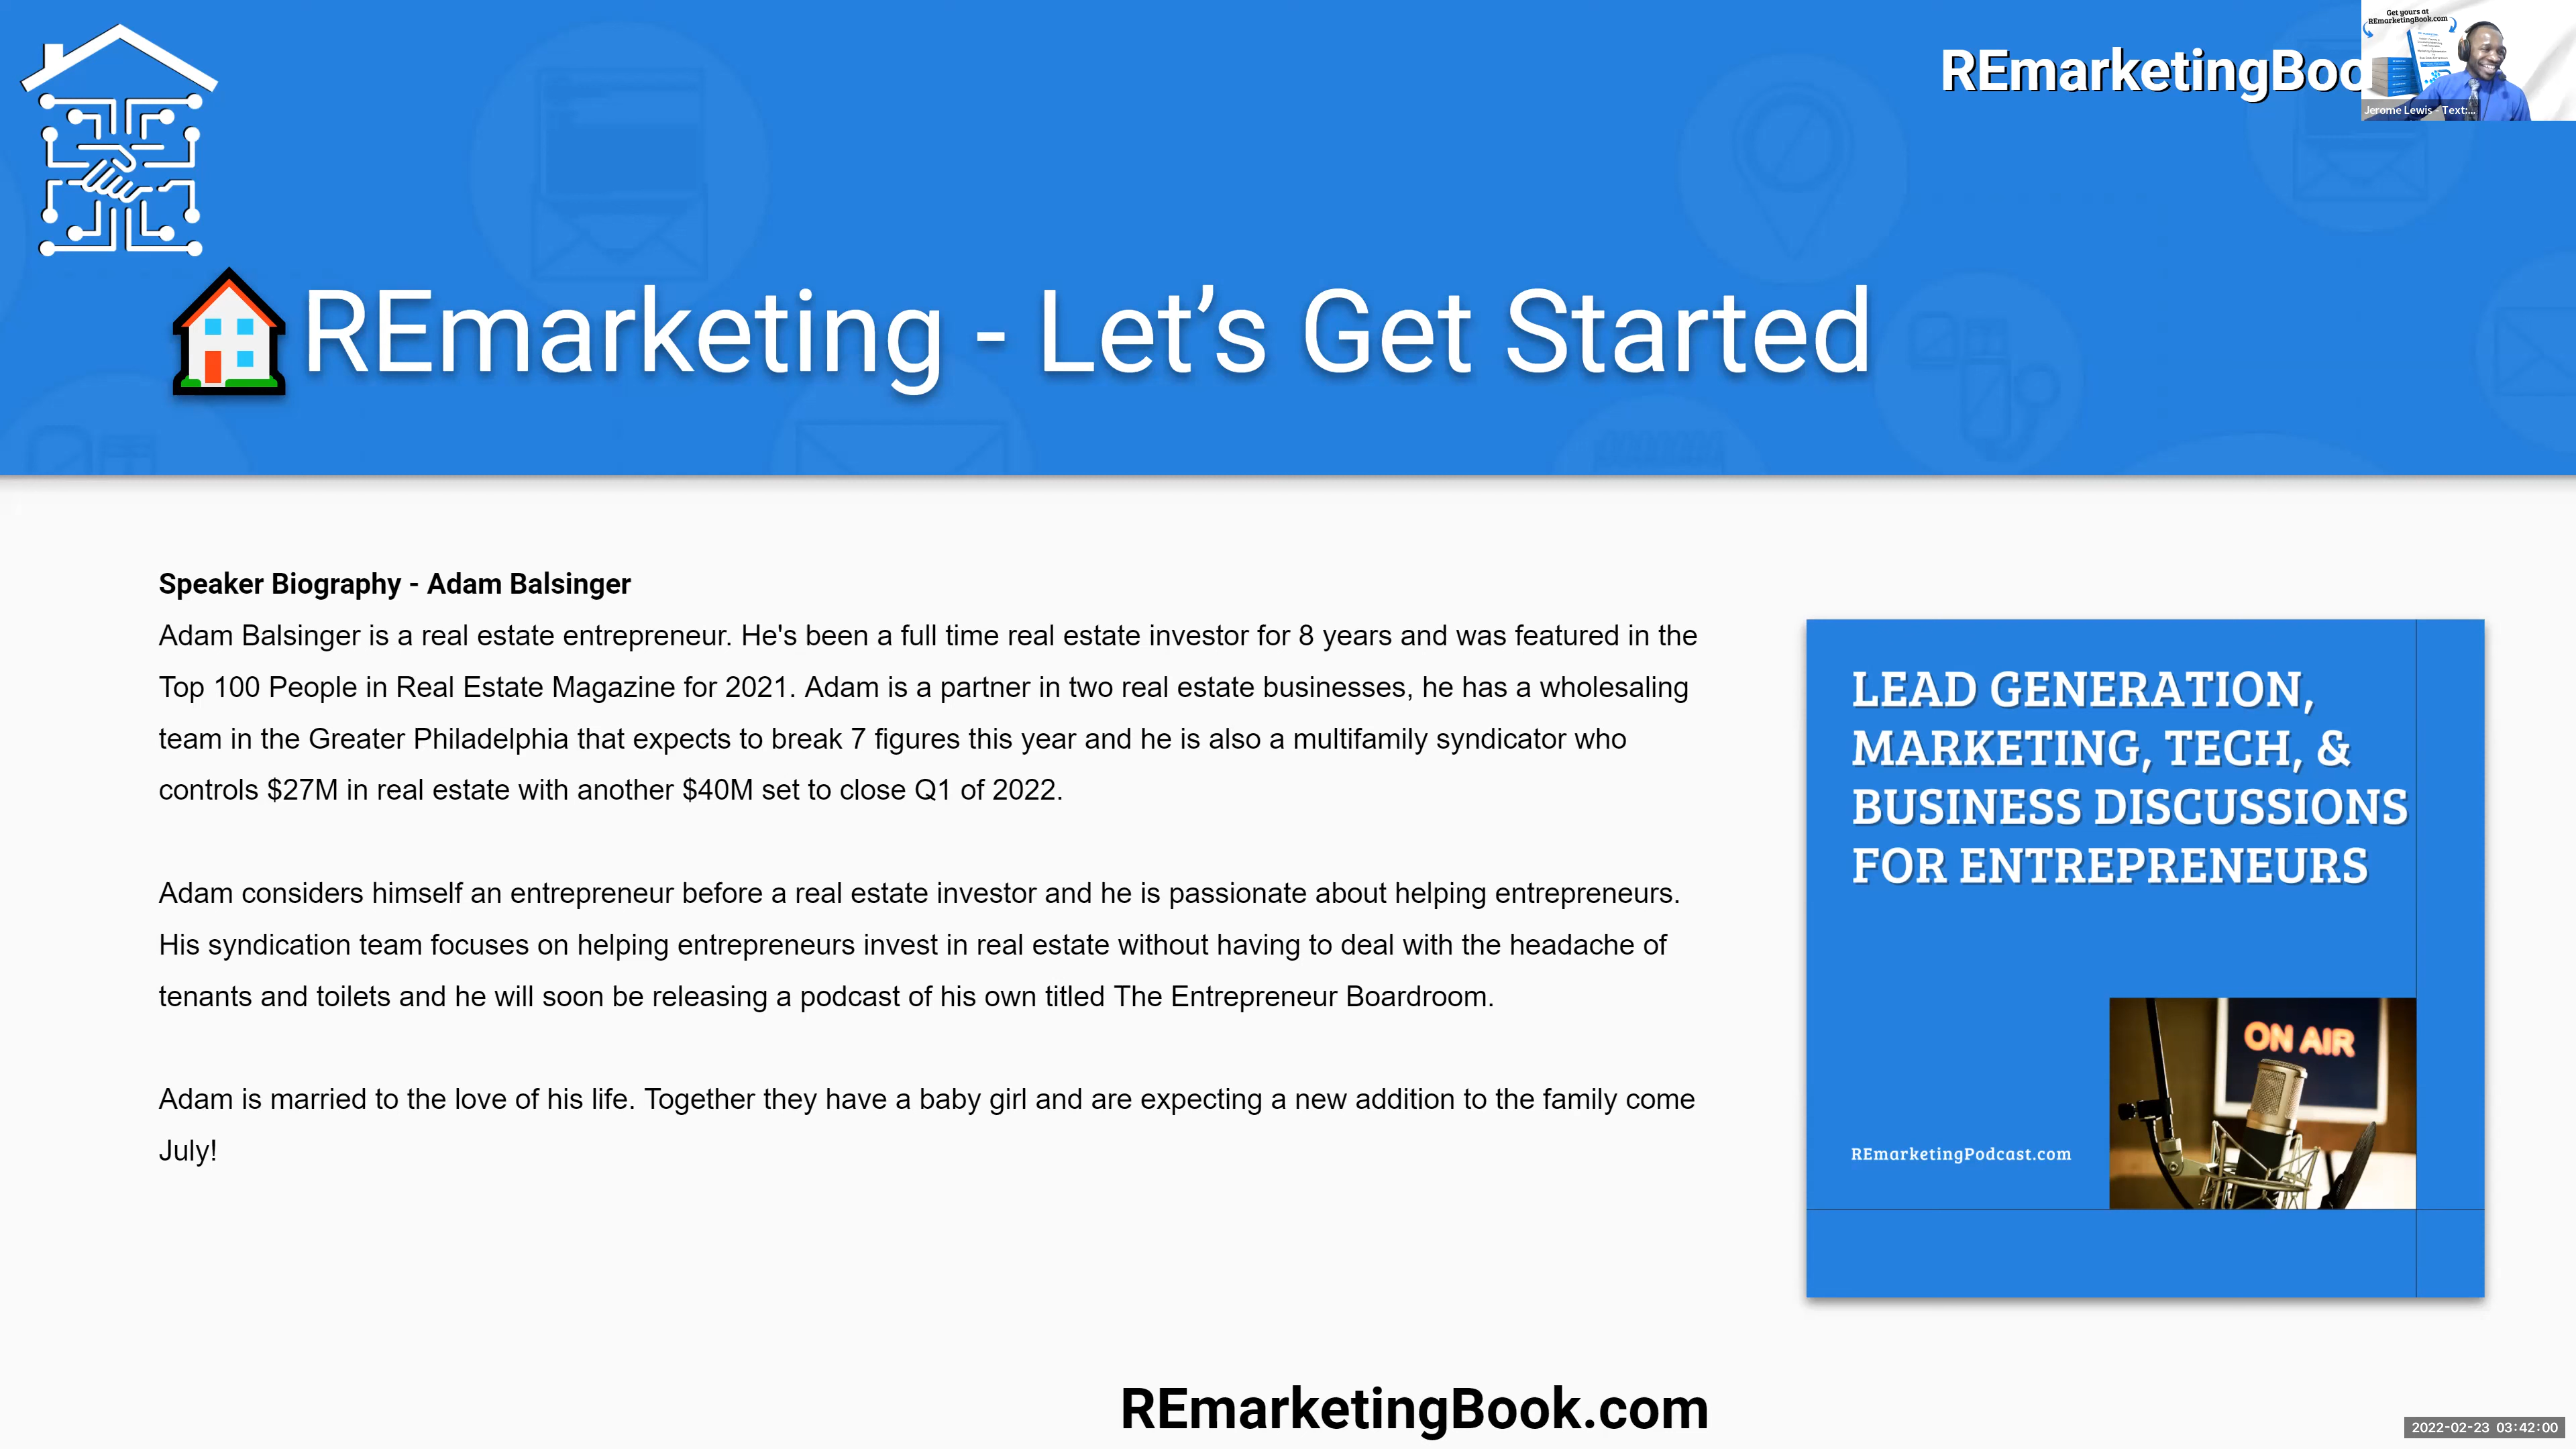 REmarketingBoo
Get yours at
REmarketingBook.com
Jerome Lewis - Text:...
REmarketing - Let’s Get Started
Speaker Biography - Adam Balsinger
Adam Balsinger is a real estate entrepreneur. He's been a full time real estate investor for 8 years and was featured in the
Top 100 People in Real Estate Magazine for 2021. Adam is a partner in two real estate businesses, he has a wholesaling
team in the Greater Philadelphia that expects to break 7 figures this year and he is also a multifamily syndicator who
controls $27M in real estate with another $40M set to close Q1 of 2022.
Adam considers himself an entrepreneur before a real estate investor and he is passionate about helping entrepreneurs.
His syndication team focuses on helping entrepreneurs invest in real estate without having to deal with the headache of
tenants and toilets and he will soon be releasing a podcast of his own titled The Entrepreneur Boardroom.
Adam is married to the love of his life. Together they have a baby girl and are expecting a new addition to the family come
July!
LEAD GENERATION,
MARKETING, TECH, &
BUSINESS DISCUSSIONS
FOR ENTREPRENEURS
ON AIR
REmarketingPodcast.com
REmarketingBook.com
2022-02-23 03:42:00